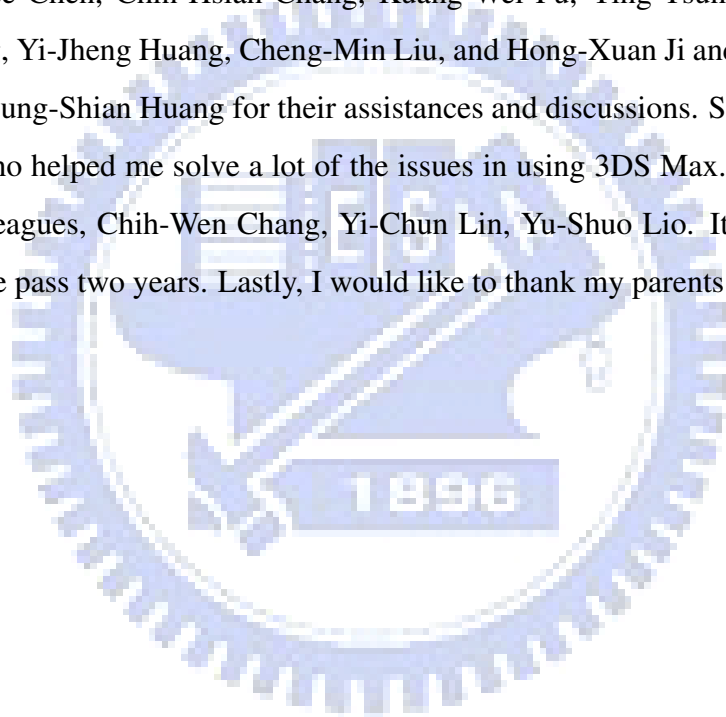 Chen, Chih Hsian Chang, Kuang Wei Fu, Ying Tsun
Yi-Jheng Huang, Cheng-Min Liu, and Hong-Xuan Ji and
ung-Shian Huang for their assistances and discussions. S
ho helped me solve a lot of the issues in using 3DS Max.
eagues, Chih-Wen Chang, Yi-Chun Lin, Yu-Shuo Lio. It
e pass two years. Lastly, I would like to thank my parents
ES
1896